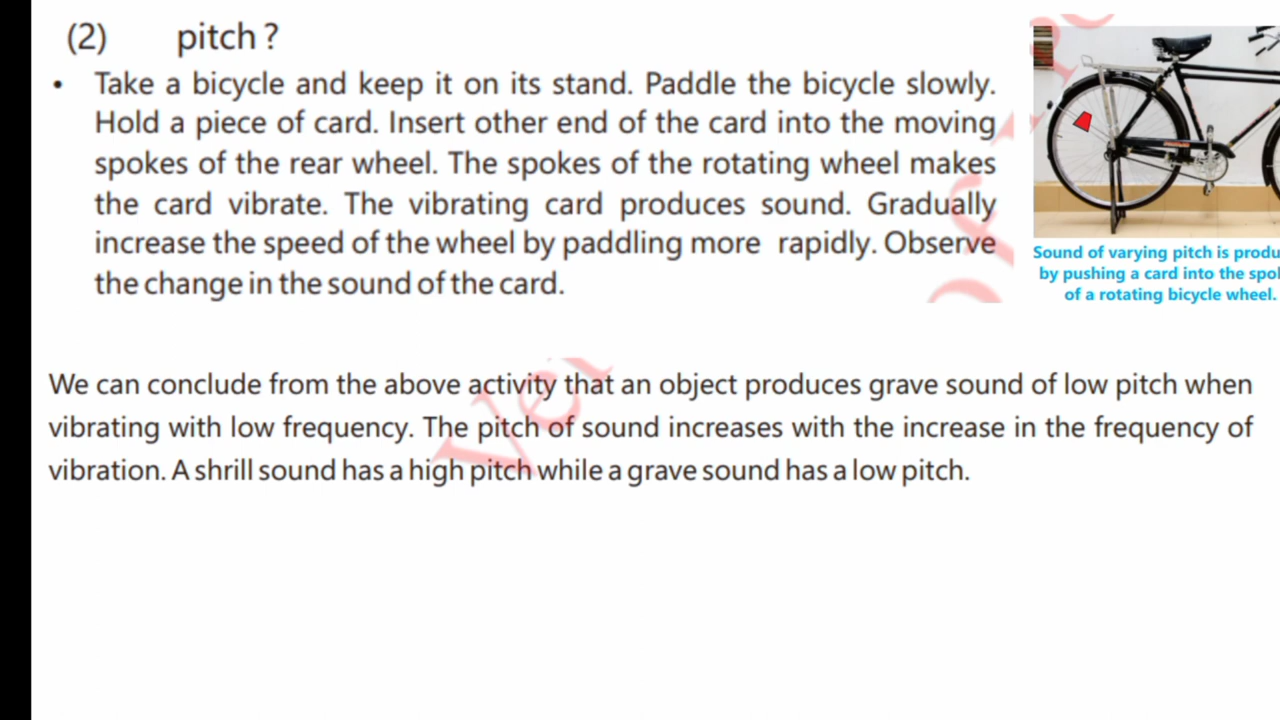 (2) pitch ?
• Take a bicycle and keep it on its stand. Paddle the bicycle slowly.
Hold a piece of card. Insert other end of the card into the moving
spokes of the rear wheel. The spokes of the rotating wheel makes
the card vibrate. The vibrating card produces sound. Gradually
increase the speed of the wheel by paddling more rapidly. Observe
the change in the sound of the card.
Sound of varying pitch is produ
by pushing a card into the spo
of a rotating bicycle wheel.
We can conclude from the above activity that an object produces grave sound of low pitch when
vibrating with low frequency. The pitch of sound increases with the increase in the frequency of
vibration. A shrill sound has a high pitch while a grave sound has a low pitch.